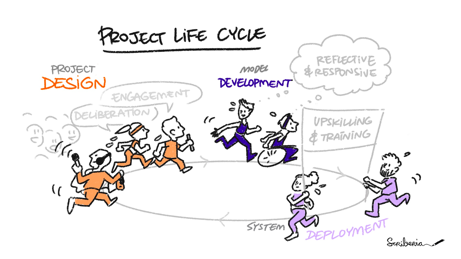 PROJECT LIFE CYCLE
PROJECT
DESIGN
ENGAGEMENT
DELIBERATION
MODEL
DEVELOPMENT
REFLECTIVE
& RESPONSIVE
UPSKILLING
& TRAINING
SYSTEM
DEPLOYMENT
Scriberia